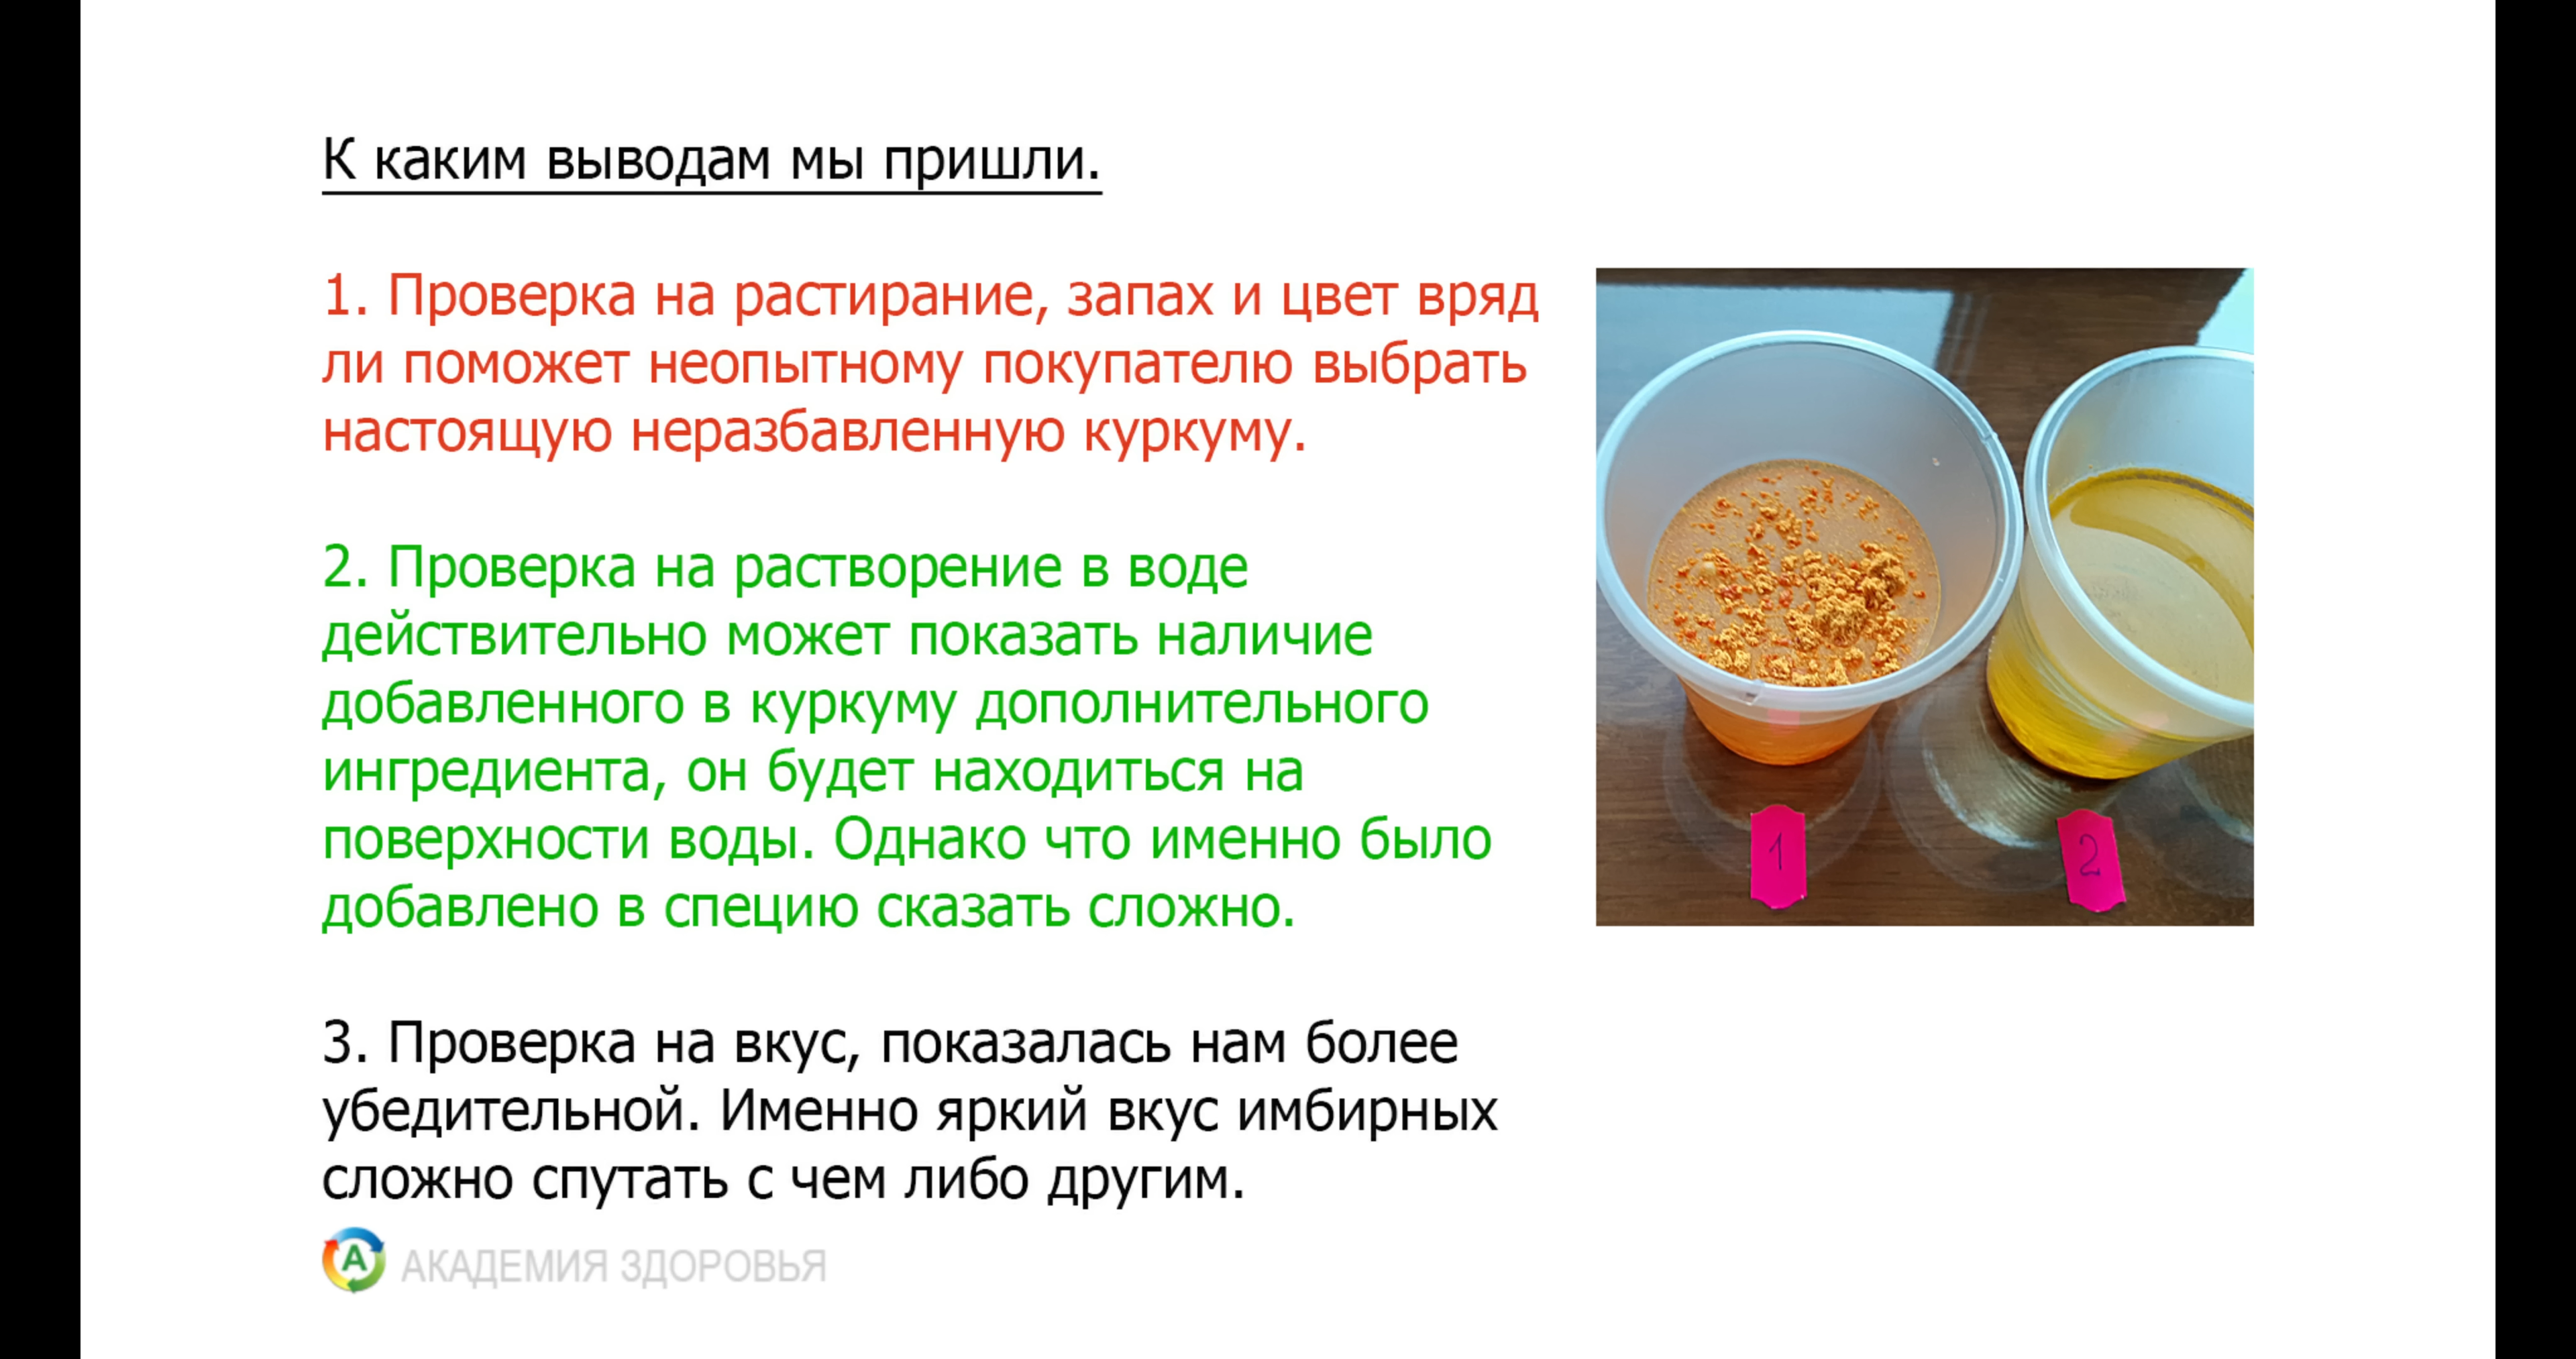 К каким выводам мы пришли.
1. Проверка на растирание, запах и цвет вряд
ли поможет неопытному покупателю выбрать
настоящую неразбавленную куркуму.
2. Проверка на растворение в воде
действительно может показать наличие
добавленного в куркуму дополнительного
ингредиента, он будет находиться на
поверхности воды. Однако что именно было
добавлено в специю сказать сложно.
3. Проверка на вкус, показалась нам более
убедительной. Именно яркий вкус имбирных
сложно спутать с чем либо другим.
А АКАДЕМИЯ ЗДОРОВЬЯ
1
2